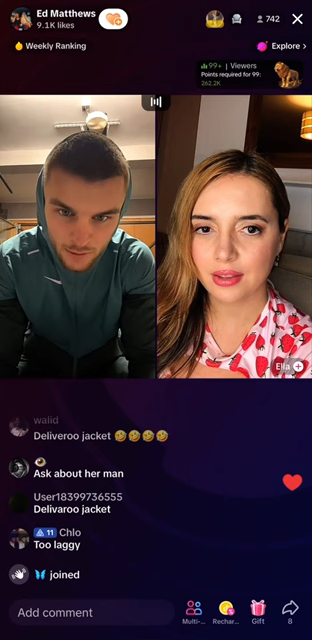 Ed Matthews
9.1K likes
742
Weekly Ranking
Explore >
99+ | Viewers
Points required for 99:
262.2K
Ella
walid
Deliveroo jacket 🤣🤣🤣🤣
Ask about her man
User18399736555
Delivaroo jacket
11 Chlo
Too laggy
🦋 joined
Add comment
Multi-...
Rechar...
Gift
8